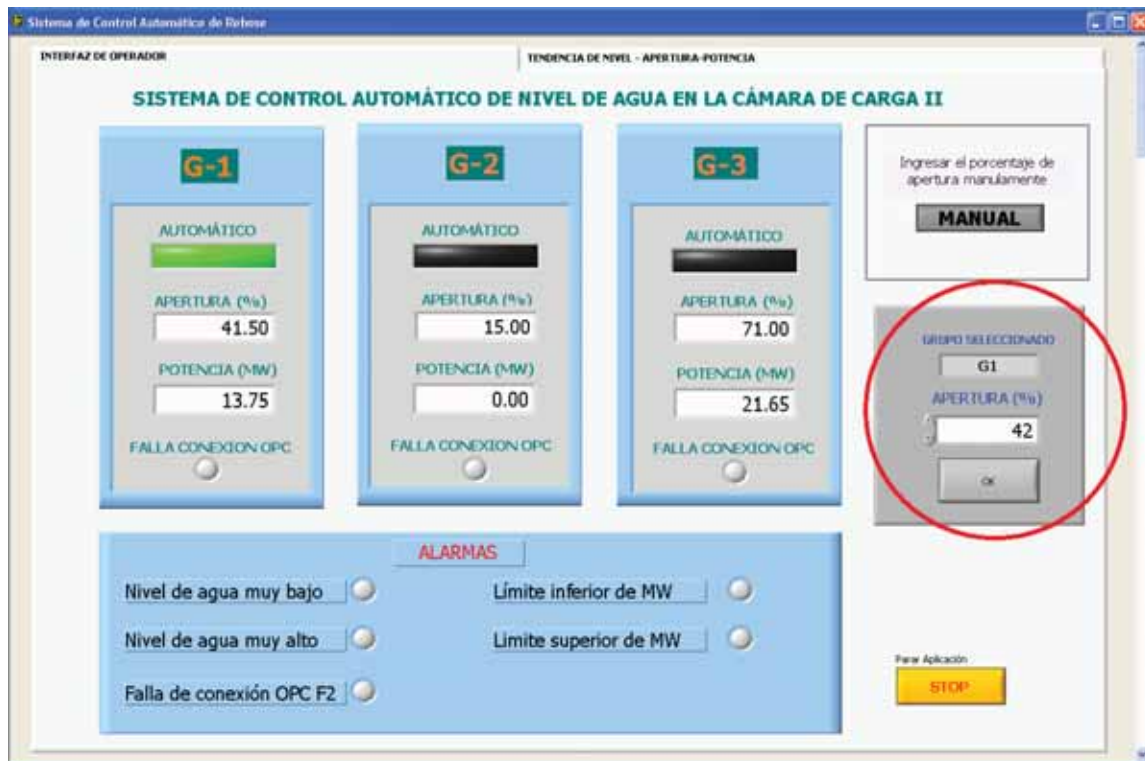 Sistema de Control Automático de Rebose
INTERFAZ DE OPERADOR
TENDENCIA DE NIVEL - APERTURA-POTENCIA
SISTEMA DE CONTROL AUTOMÁTICO DE NIVEL DE AGUA EN LA CÁMARA DE CARGA II
G-1
AUTOMÁTICO
APERTURA (%)
41.50
POTENCIA (MW)
13.75
FALLA CONEXION OPC
G-2
AUTOMÁTICO
APERTURA (%)
15.00
POTENCIA (MW)
0.00
FALLA CONEXION OPC
G-3
AUTOMÁTICO
APERTURA (%)
71.00
POTENCIA (MW)
21.65
FALLA CONEXION OPC
Ingresar el porcentaje de
apertura manulamente
MANUAL
GRUPO SELECCIONADO
G1
APERTURA (%)
42
OK
ALARMAS
Nivel de agua muy bajo
Nivel de agua muy alto
Falla de conexión OPC F2
Límite inferior de MW
Limite superior de MW
Parar Aplicación
STOP